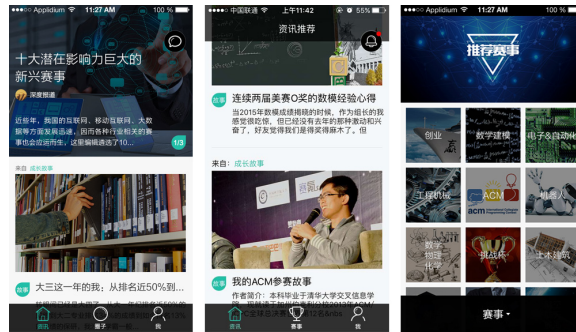 Applidium 11:27 AM 100 %
十大潜在影响力巨大的
新兴赛事
深度报道
近些年，我国的互联网、移动互联网、大数
据等方面发展迅速，因而各种行业相关的赛
事也会应运而生，这里编辑遴选了10...
1/3
来自 成长故事
故事 大三这一年的我：从排名近50%到...
资讯 圈子 我
中国联通 上午11:42 55%
资讯推荐
故事 连续两届美赛O奖的数模经验心得
当2015年数模成绩揭晓的时候，作为组长的我
感觉很吃惊，但已经没有去年的那种激动和兴
奋了，好友觉得我们是得奖得麻木了。但
来自：成长故事
故事 我的ACM参赛故事
作者简介：本科毕业于清华大学交叉信息学
资讯 赛事 我
Applidium 11:27 AM 100 %
推荐赛事
创业 数学建模 电子&自动化
工程机械 ACM 机器人
acm
数学
物理
化学
挑战杯 土木建筑
赛事